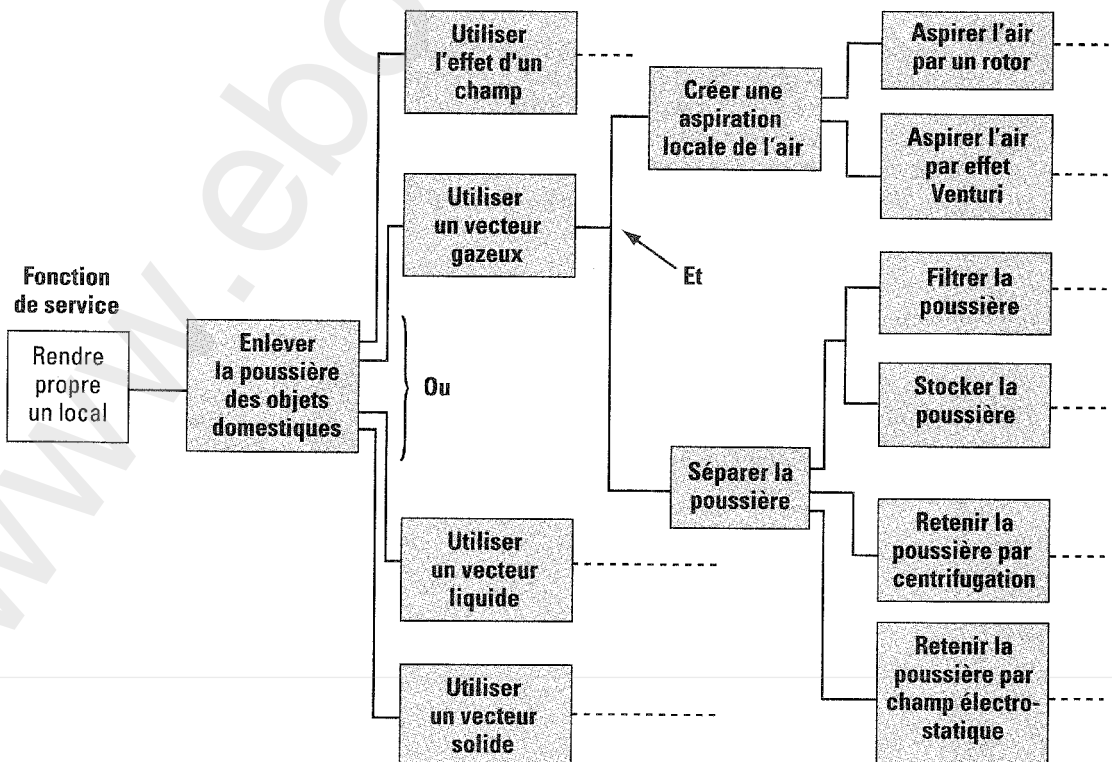 Fonction
de service
Rendre
propre
un local
Enlever
la poussière
des objets
domestiques
Ou
Utiliser
l'effet d'un
champ
Utiliser
un vecteur
gazeux
Utiliser
un vecteur
liquide
Utiliser
un vecteur
solide
Et
Créer une
aspiration
locale de l'air
Séparer la
poussière
Aspirer l'air
par un rotor
Aspirer l'air
par effet
Venturi
Filtrer la
poussière
Stocker la
poussière
Retenir la
poussière par
centrifugation
Retenir la
poussière par
champ électro-
statique
www.ebo